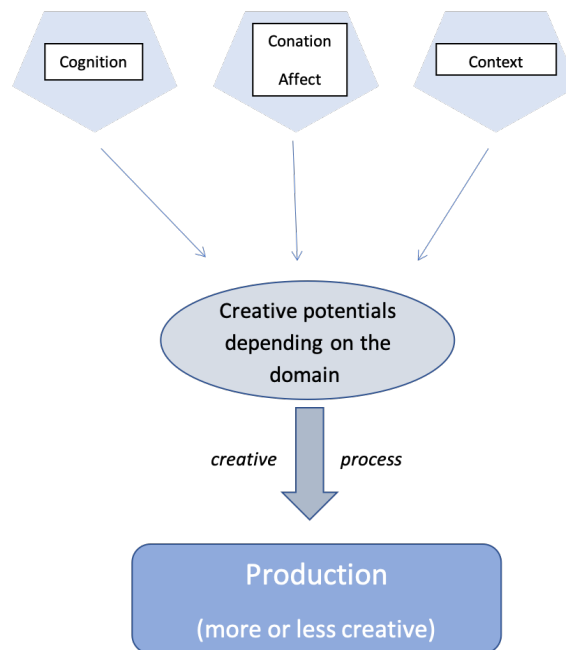 Cognition
Conation
Affect
Context
Creative potentials
depending on the
domain
creative process
Production
(more or less creative)